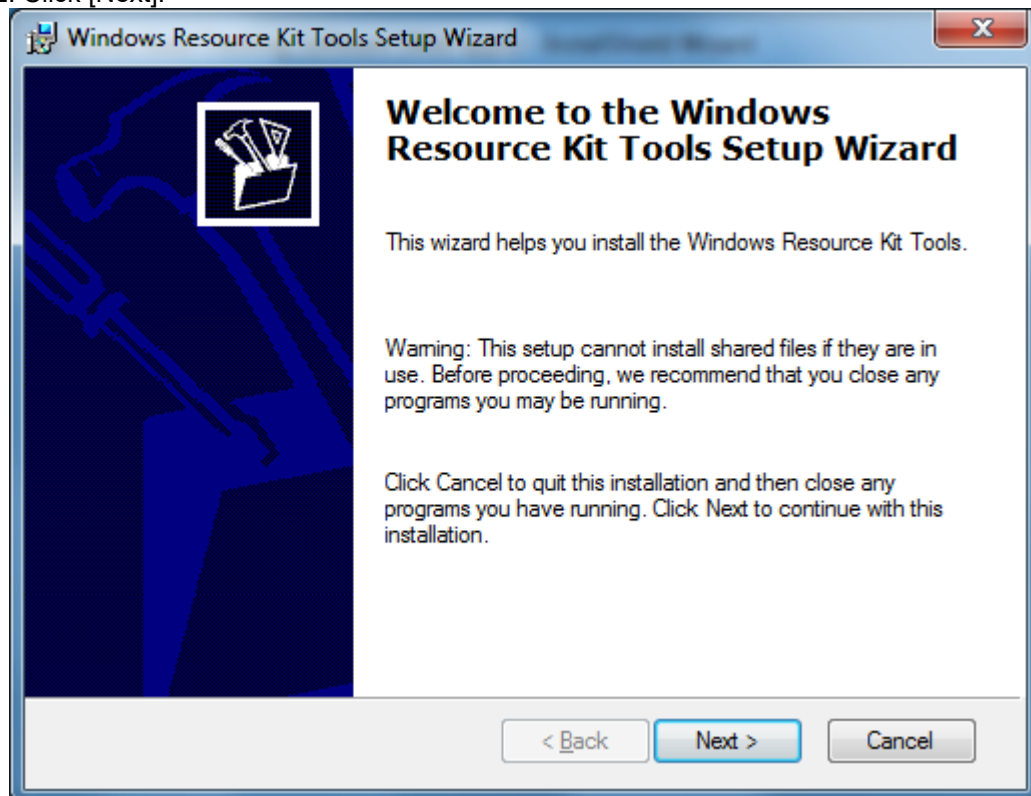 Click [Next].
Windows Resource Kit Tools Setup Wizard
Welcome to the Windows
Resource Kit Tools Setup Wizard
This wizard helps you install the Windows Resource Kit Tools.
Warning: This setup cannot install shared files if they are in
use. Before proceeding, we recommend that you close any
programs you may be running.
Click Cancel to quit this installation and then close any
programs you have running. Click Next to continue with this
installation.
< Back
Next >
Cancel